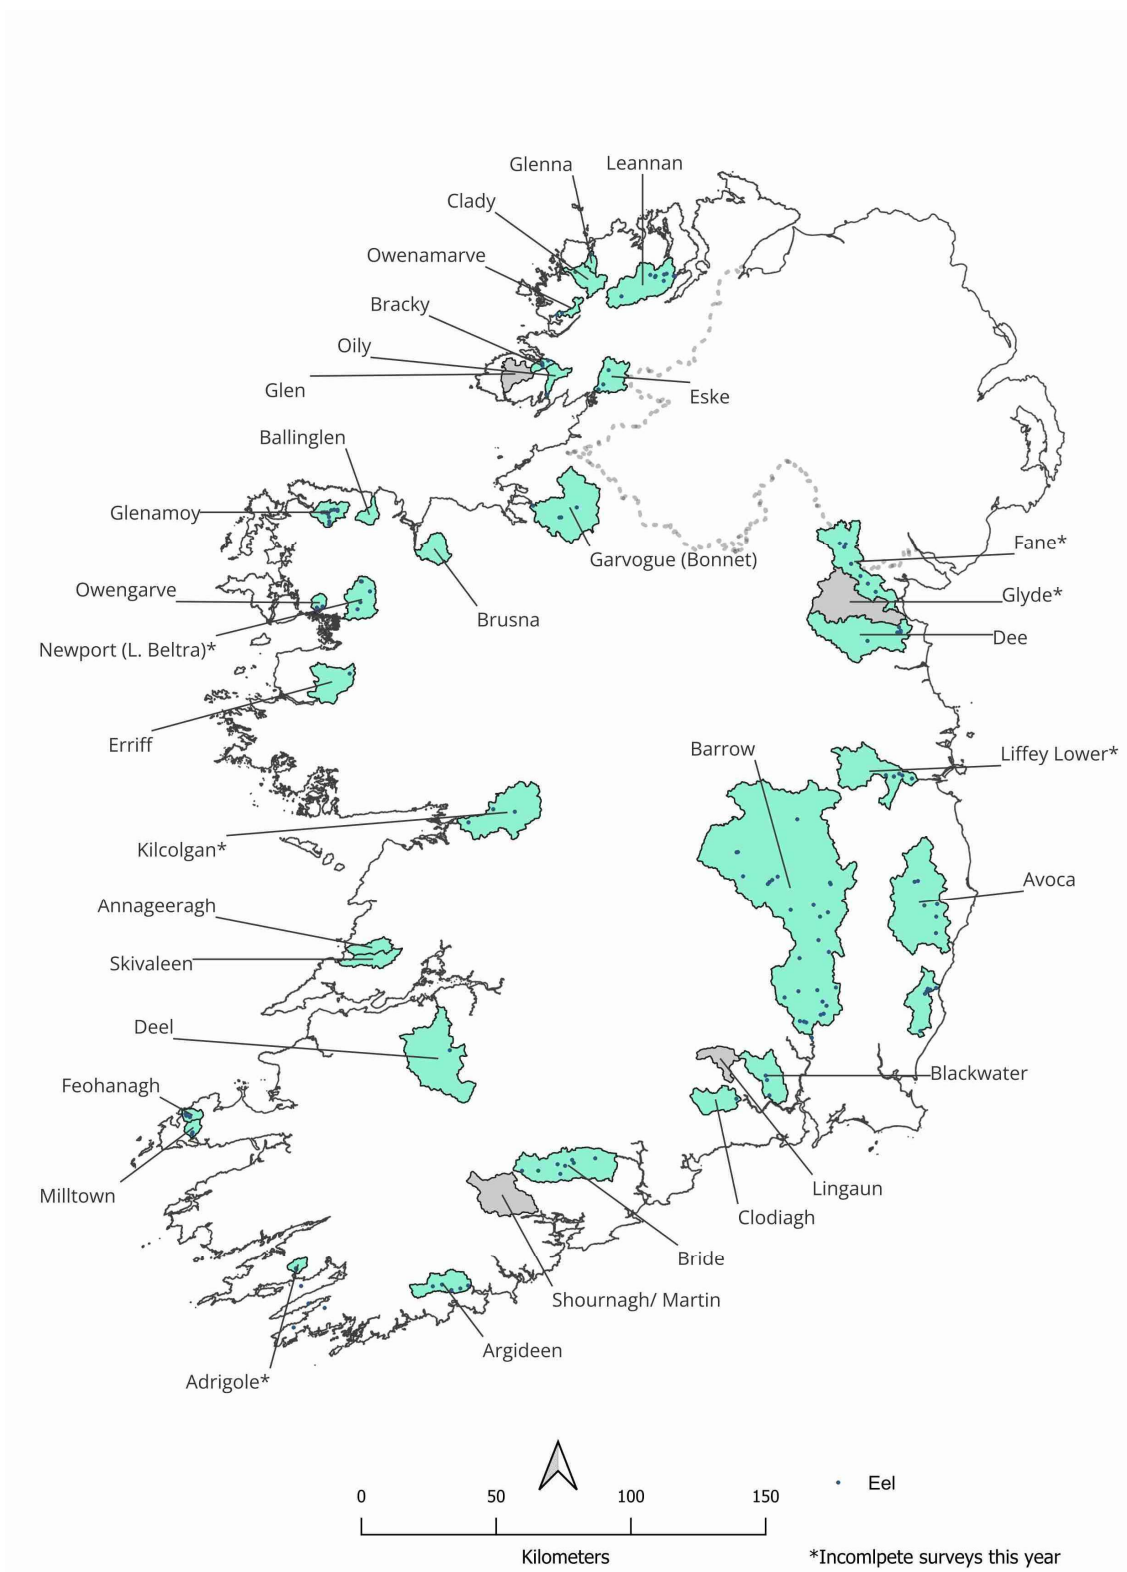 Glenna
Leannan
Clady
Owenamarve
Bracky
Oily
Glen
Eske
Ballinglen
Glenamoy
Garvogue (Bonnet)
Fane*
Owengarve
Glyde*
Brusna
Dee
Newport (L. Beltra)*
Erriff
Barrow
Liffey Lower*
Kilcolgan*
Avoca
Annageeragh
Skivaleen
Deel
Feohanagh
Blackwater
Milltown
Lingaun
Clodiagh
Bride
Shournagh/ Martin
Argideen
Adrigole*
Eel
0 50 100 150
Kilometers
*Incomlpete surveys this year